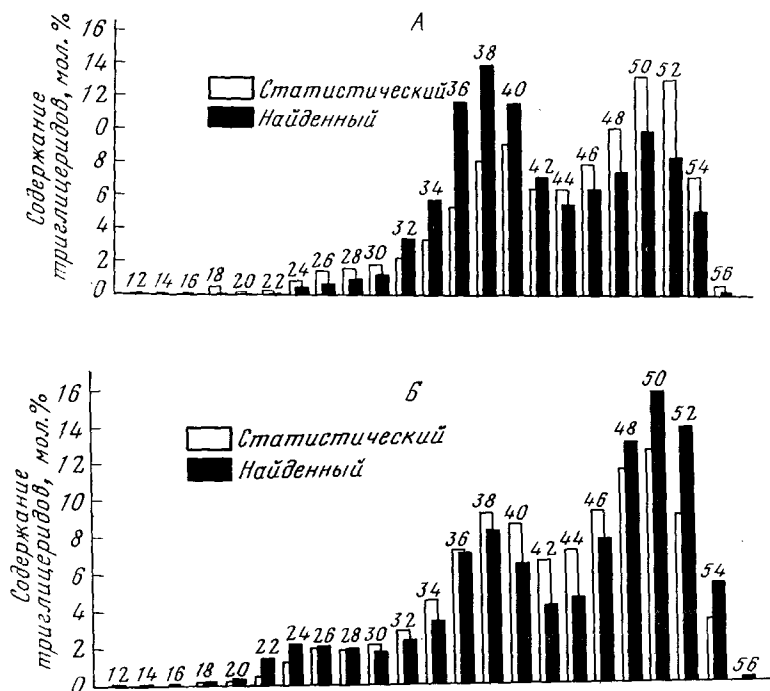 А
16
14
12
0
8
6
4
2
0
Содержание
триглицеридов, мол. %
Статистический
Найденный
12 14 16 18 20 22 24 26 28 30 32 34 36 38 40 42 44 46 48 50 52 54 56
Б
16
14
12
10
8
6
4
2
0
Содержание
триглицеридов, мол.%
Статистический
Найденный
12 14 16 18 20 22 24 26 28 30 32 34 36 38 40 42 44 46 48 50 52 54 56